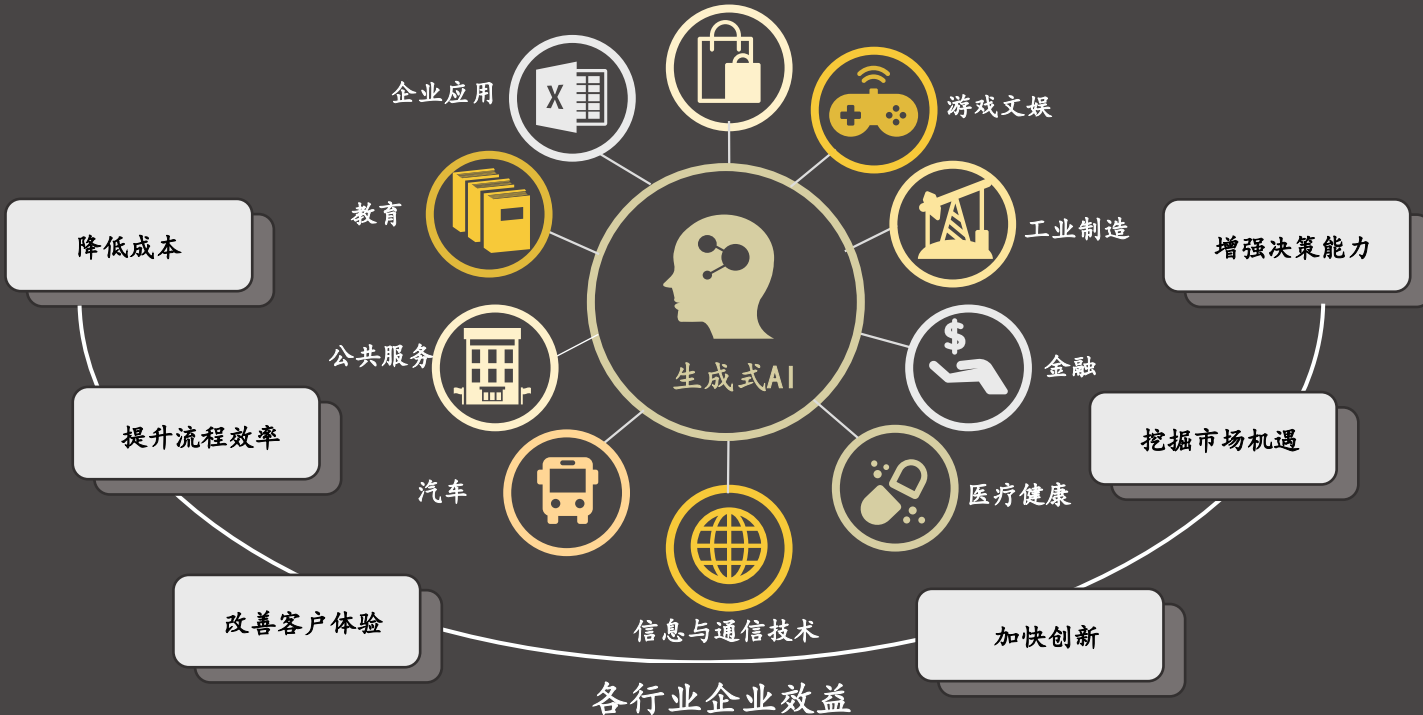 企业应用
游戏文娱
教育
工业制造
降低成本
增强决策能力
公共服务
金融
生成式AI
提升流程效率
挖掘市场机遇
汽车
医疗健康
改善客户体验
信息与通信技术
加快创新
各行业企业效益
X
$